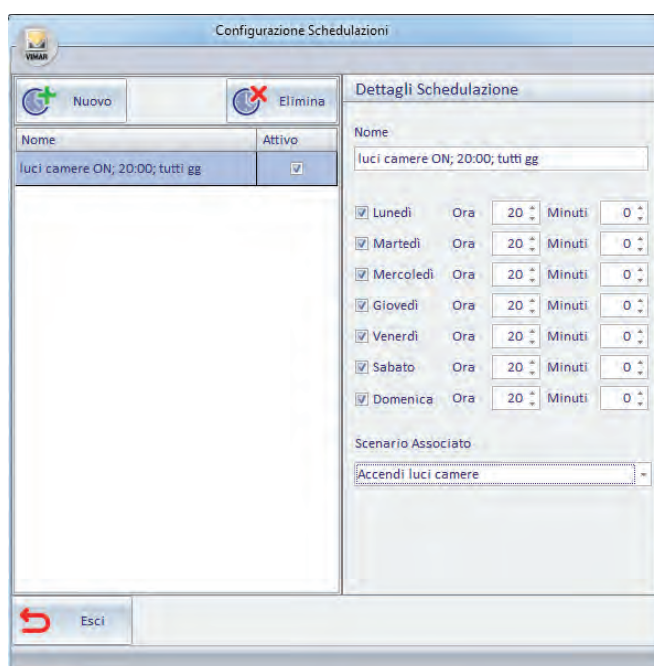 Configurazione Schedulazioni
VIMAR
Nuovo
Elimina
Nome Attivo
luci camere ON; 20:00; tutti gg
Dettagli Schedulazione
Nome
luci camere ON; 20:00; tutti gg
Lunedì Ora 20 Minuti 0
Martedì Ora 20 Minuti 0
Mercoledì Ora 20 Minuti 0
Giovedì Ora 20 Minuti 0
Venerdì Ora 20 Minuti 0
Sabato Ora 20 Minuti 0
Domenica Ora 20 Minuti 0
Scenario Associato
Accendi luci camere
Esci